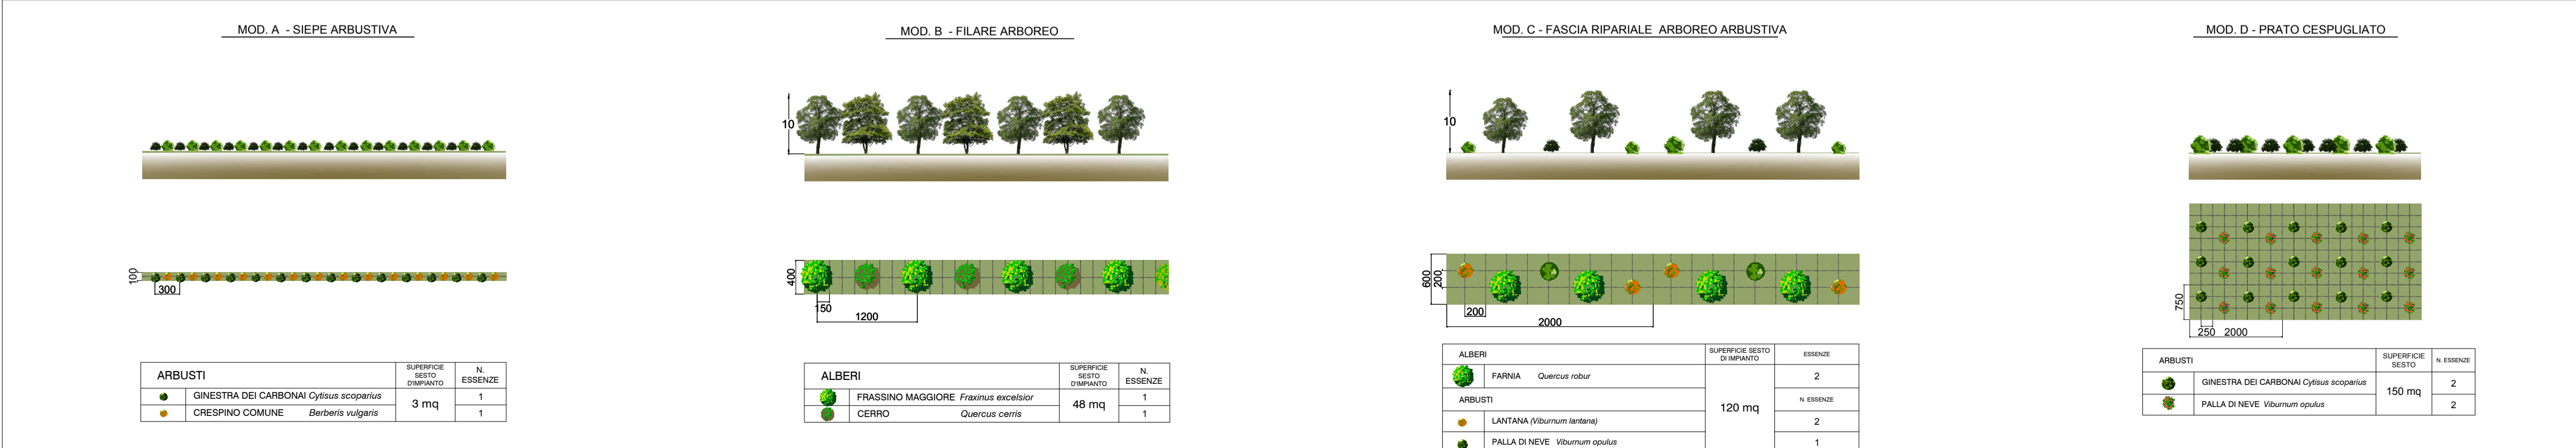 MOD. A - SIEPE ARBUSTIVA
100
300
ARBUSTI
SUPERFICIE
SESTO
D'IMPIANTO
N.
ESSENZE
GINESTRA DEI CARBONAI Cytisus scoparius
3 mq
1
CRESPINO COMUNE Berberis vulgaris
1
MOD. B - FILARE ARBOREO
10
400
150
1200
ALBERI
SUPERFICIE
SESTO
D'IMPIANTO
N.
ESSENZE
FRASSINO MAGGIORE Fraxinus excelsior
48 mq
1
CERRO Quercus cerris
1
MOD. C - FASCIA RIPARIALE ARBOREO ARBUSTIVA
10
600
200
200
2000
ALBERI
SUPERFICIE SESTO
DI IMPIANTO
ESSENZE
FARNIA Quercus robur
2
120 mq
ARBUSTI
N. ESSENZE
LANTANA (Viburnum lantana)
2
PALLA DI NEVE Viburnum opulus
1
MOD. D - PRATO CESPUGLIATO
750
250 2000
ARBUSTI
SUPERFICIE
SESTO
N. ESSENZE
GINESTRA DEI CARBONAI Cytisus scoparius
150 mq
2
PALLA DI NEVE Viburnum opulus
2